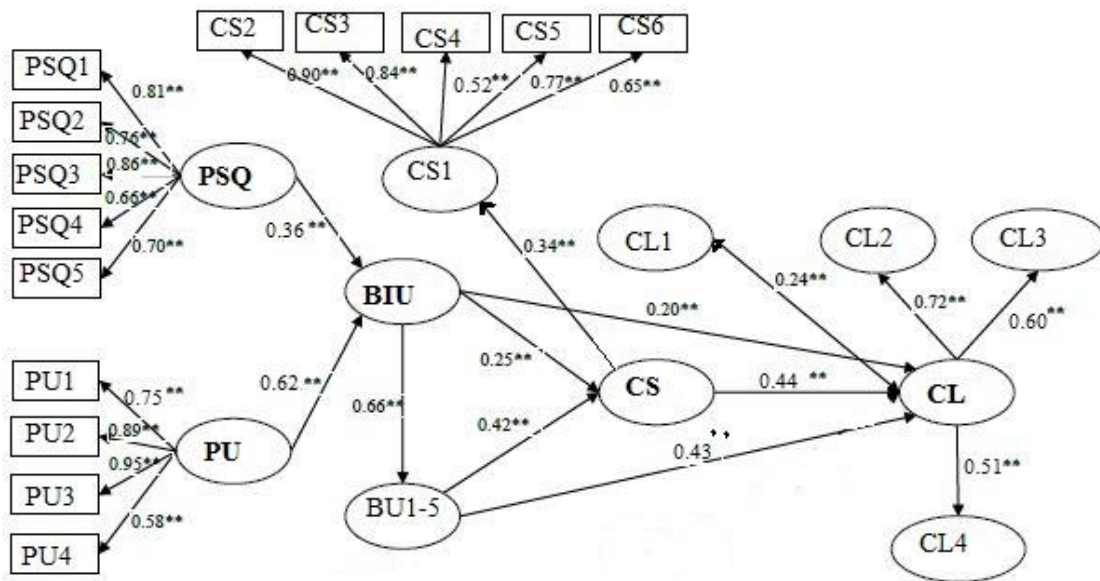 CS2
CS3
CS4
CS5
CS6
PSQ1
PSQ2
PSQ3
PSQ4
PSQ5
0.90**
0.84**
0.52**
0.77**
0.65**
0.81**
0.76**
0.86**
0.66**
0.70**
PSQ
CS1
0.36**
0.34**
CL1
CL2
CL3
BIU
0.24**
0.72**
0.60**
0.20**
0.25**
PU1
PU2
PU3
PU4
0.75**
0.89**
0.95**
0.58**
PU
0.62**
0.66**
CS
0.44 **
CL
0.42**
0.43**
0.51**
BU1-5
CL4